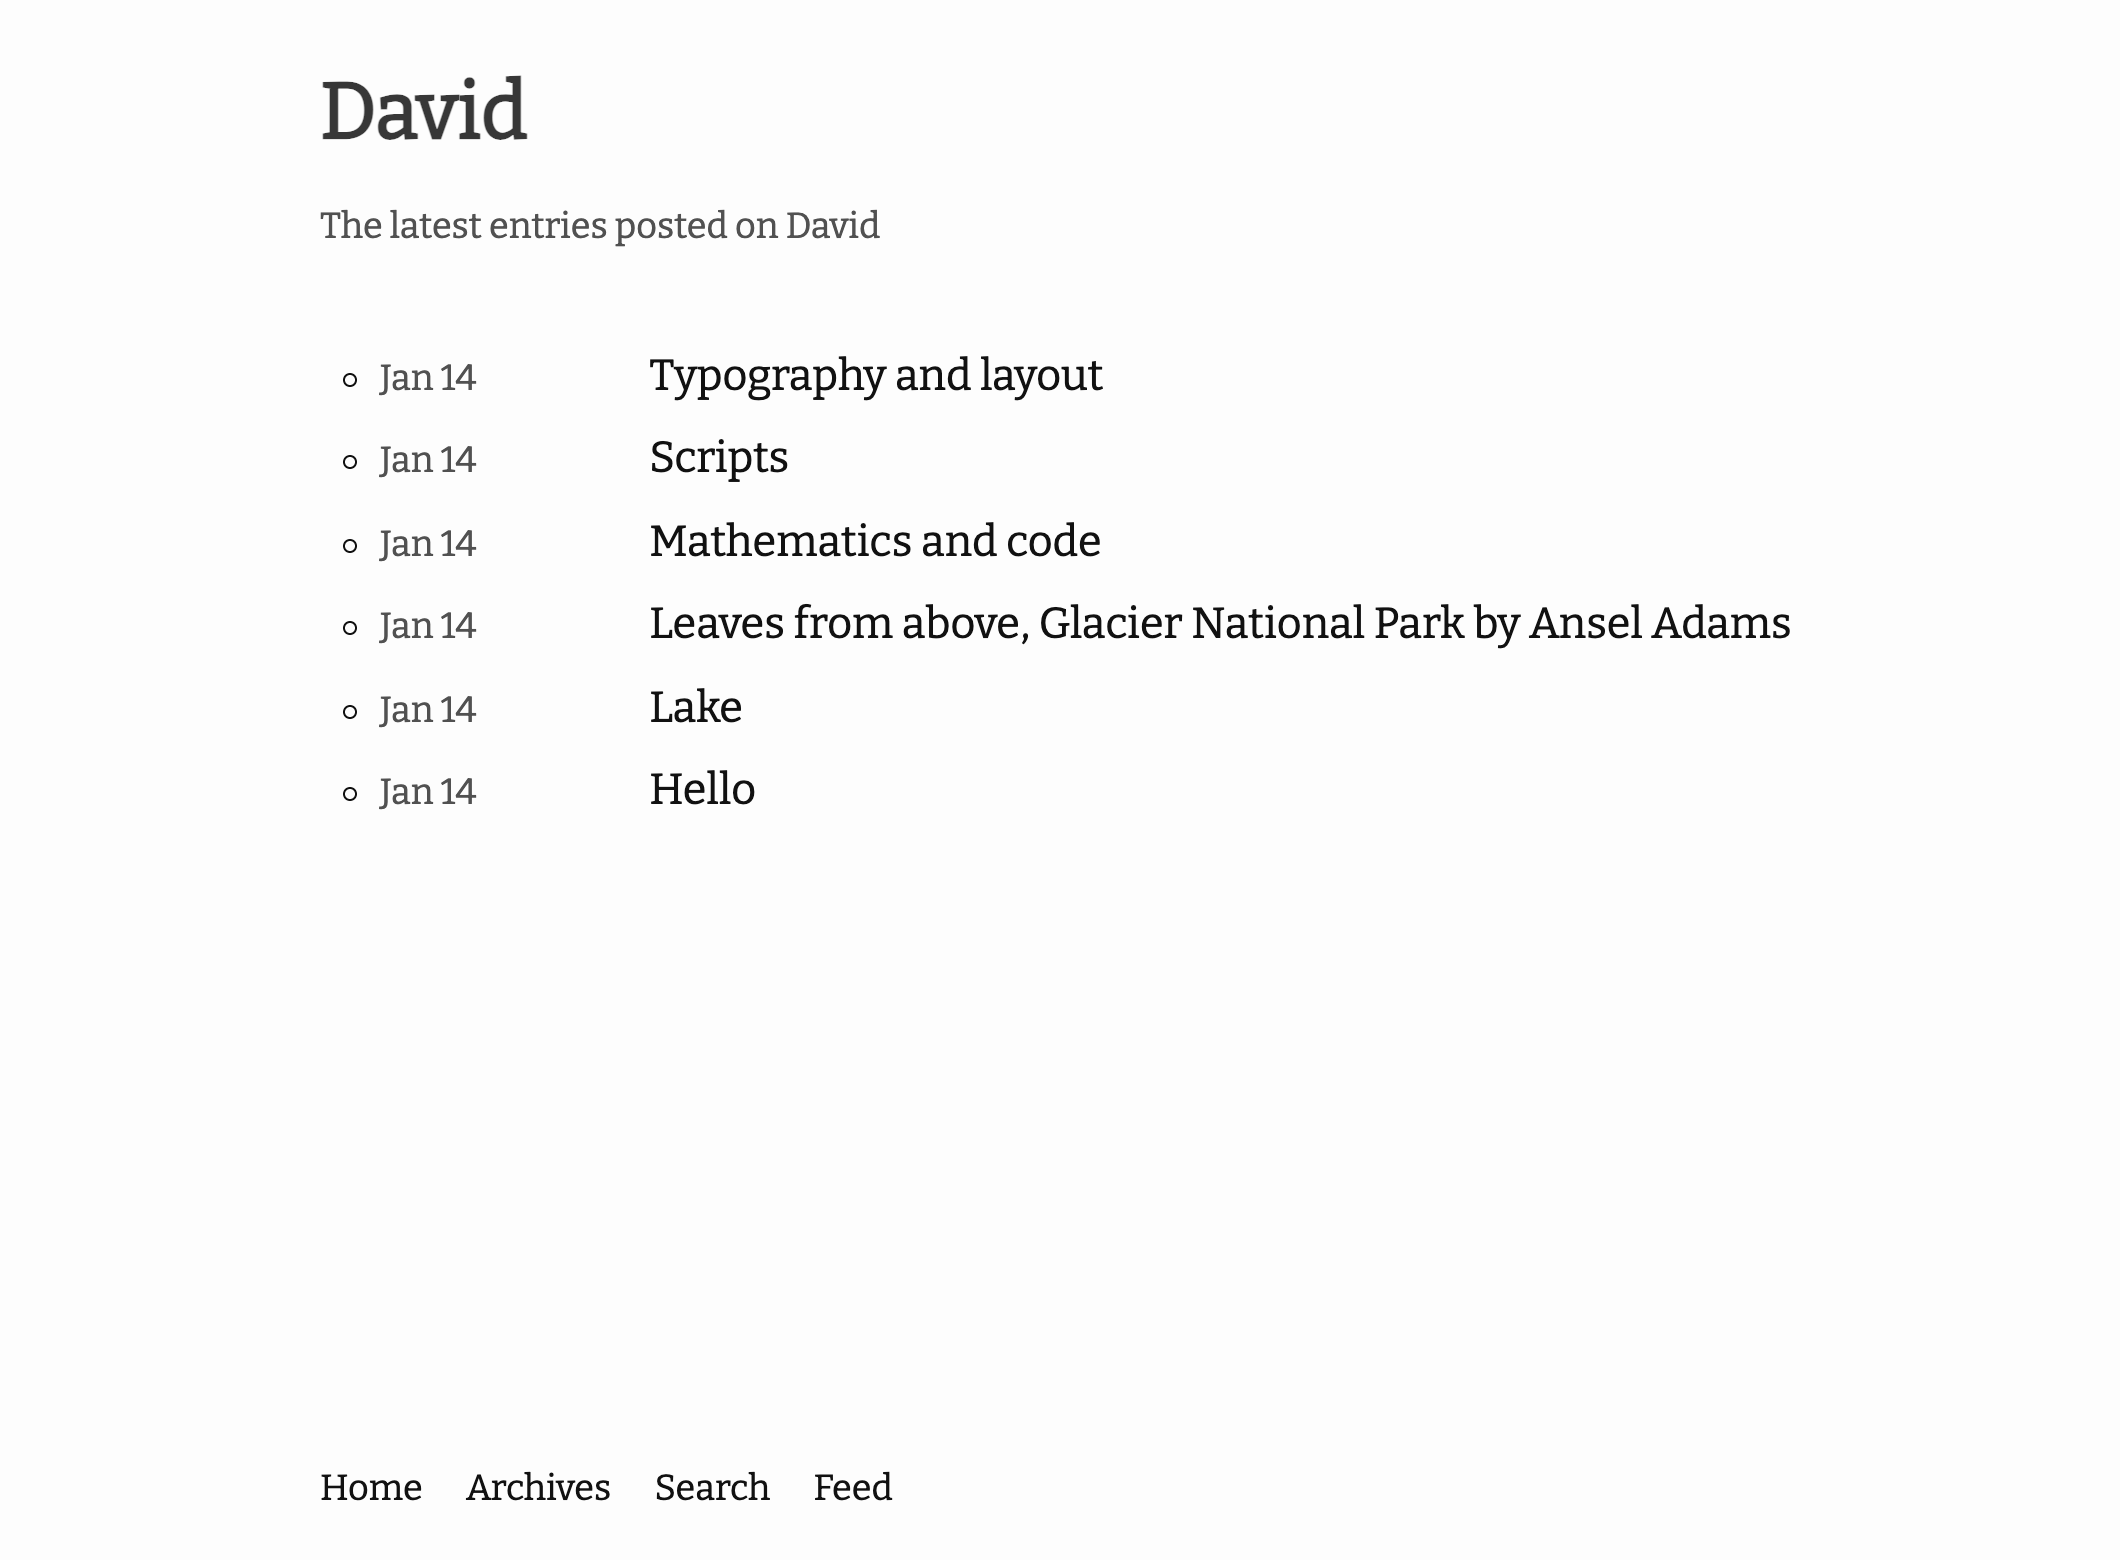 David
The latest entries posted on David
Jan 14 Typography and layout
Jan 14 Scripts
Jan 14 Mathematics and code
Jan 14 Leaves from above, Glacier National Park by Ansel Adams
Jan 14 Lake
Jan 14 Hello
Home Archives Search Feed